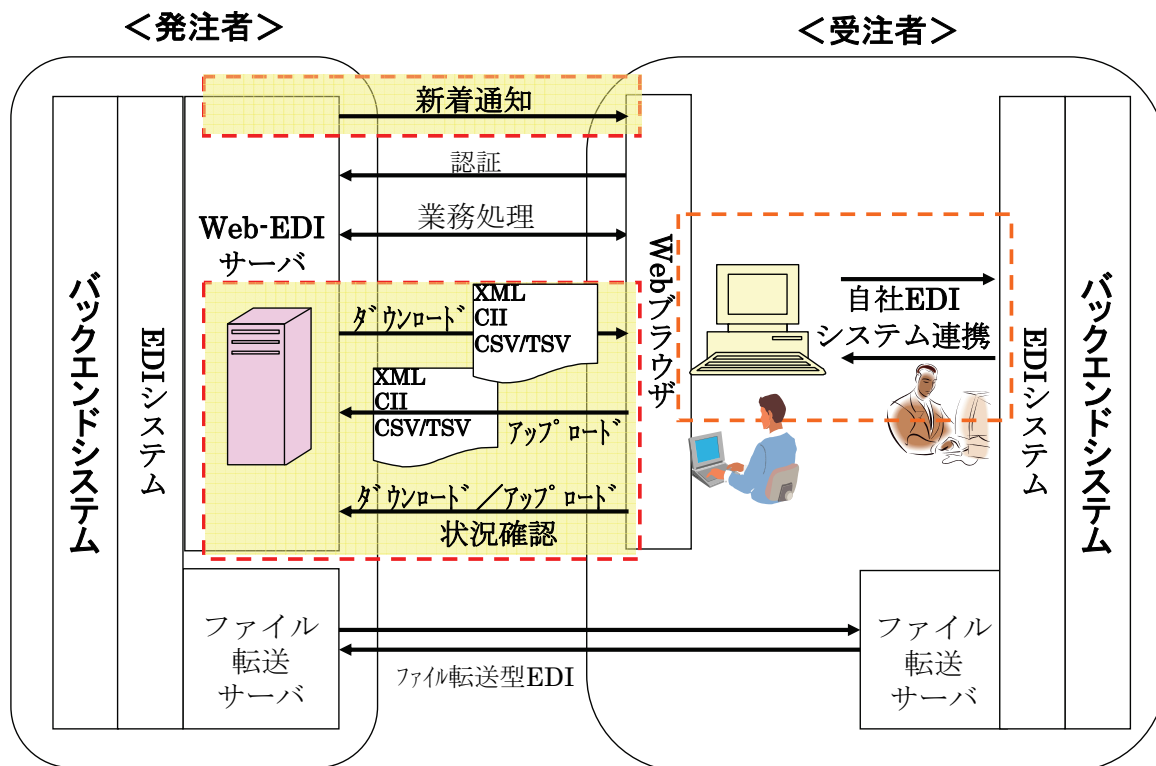 ＜発注者＞
＜受注者＞
新着通知
認証
業務処理
Web-EDI
サーバ
バックエンドシステム
EDIシステム
ﾀﾞｳﾝﾛｰﾄﾞ
XML
CII
CSV/TSV
XML
CII
CSV/TSV
ｱｯﾌﾟﾛｰﾄﾞ
ﾀﾞｳﾝﾛｰﾄﾞ／ｱｯﾌﾟﾛｰﾄﾞ
状況確認
Webブラウザ
自社EDI
システム連携
EDIシステム
バックエンドシステム
ファイル
転送
サーバ
ﾌｧｲﾙ転送型EDI
ファイル
転送
サーバ